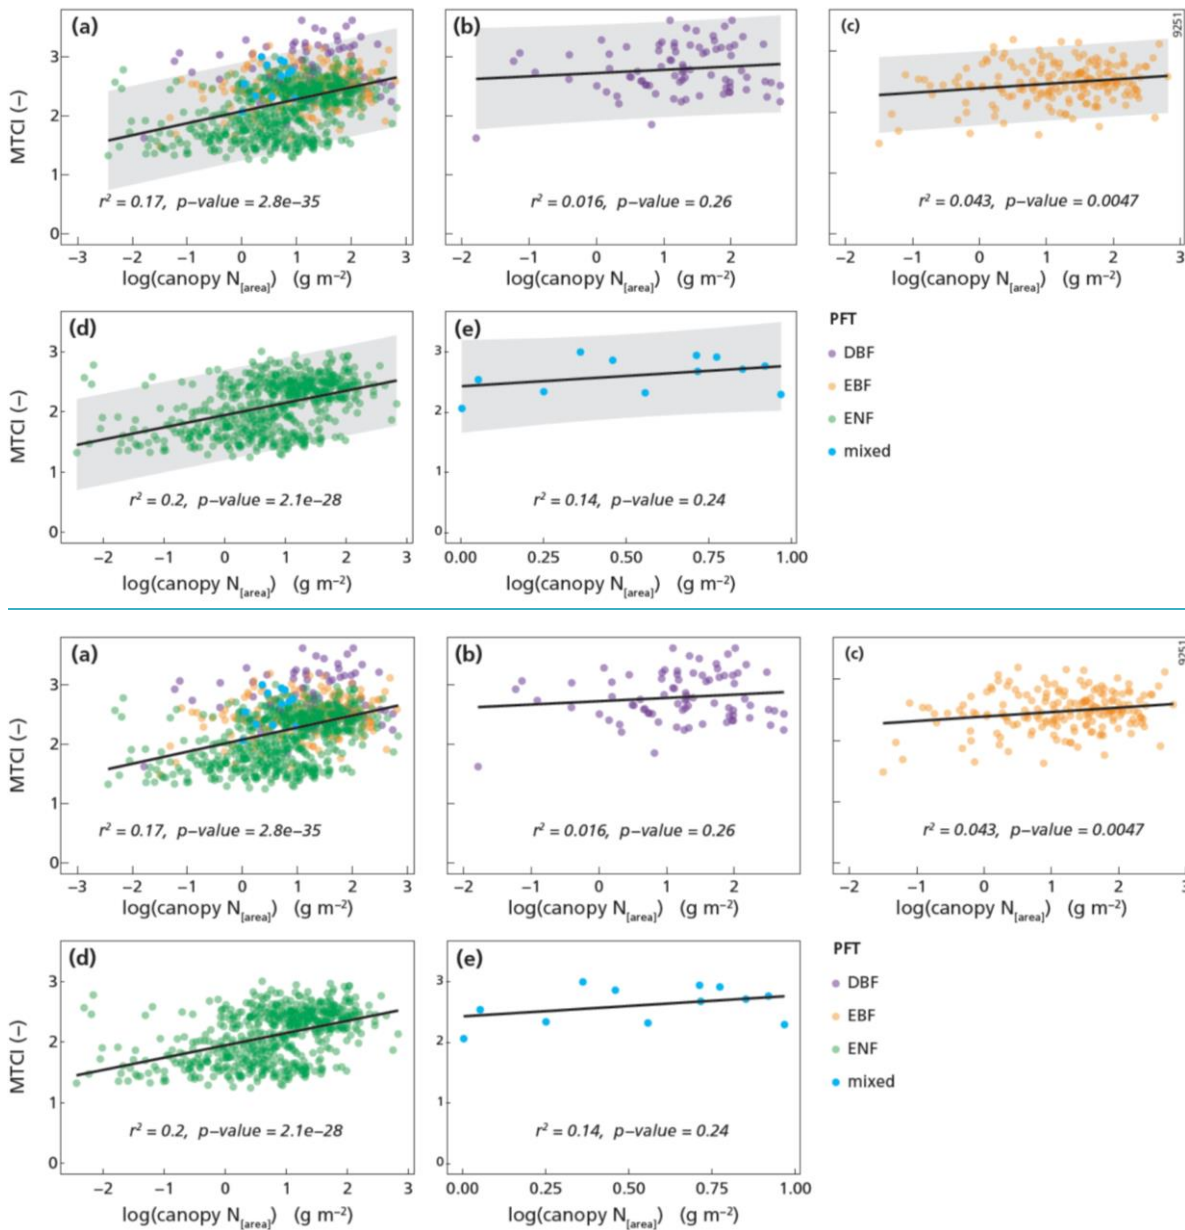 (a)
MTCI (−)
3
2
1
0
r² = 0.17, p−value = 2.8e−35
−3 −2 −1 0 1 2 3
log(canopy N[area]) (g m⁻²)
(b)
r² = 0.016, p−value = 0.26
−2 −1 0 1 2
log(canopy N[area]) (g m⁻²)
(c)
9251
r² = 0.043, p−value = 0.0047
−2 −1 0 1 2 3
log(canopy N[area]) (g m⁻²)
(d)
MTCI (−)
3
2
1
0
r² = 0.2, p−value = 2.1e−28
−2 −1 0 1 2 3
log(canopy N[area]) (g m⁻²)
(e)
3
2
1
0
r² = 0.14, p−value = 0.24
0.00 0.25 0.50 0.75 1.00
log(canopy N[area]) (g m⁻²)
PFT
DBF
EBF
ENF
mixed
(a)
MTCI (−)
3
2
1
0
r² = 0.17, p−value = 2.8e−35
−3 −2 −1 0 1 2 3
log(canopy N[area]) (g m⁻²)
(b)
r² = 0.016, p−value = 0.26
−2 −1 0 1 2
log(canopy N[area]) (g m⁻²)
(c)
9251
r² = 0.043, p−value = 0.0047
−2 −1 0 1 2 3
log(canopy N[area]) (g m⁻²)
(d)
MTCI (−)
3
2
1
0
r² = 0.2, p−value = 2.1e−28
−2 −1 0 1 2 3
log(canopy N[area]) (g m⁻²)
(e)
3
2
1
0
r² = 0.14, p−value = 0.24
0.00 0.25 0.50 0.75 1.00
log(canopy N[area]) (g m⁻²)
PFT
DBF
EBF
ENF
mixed